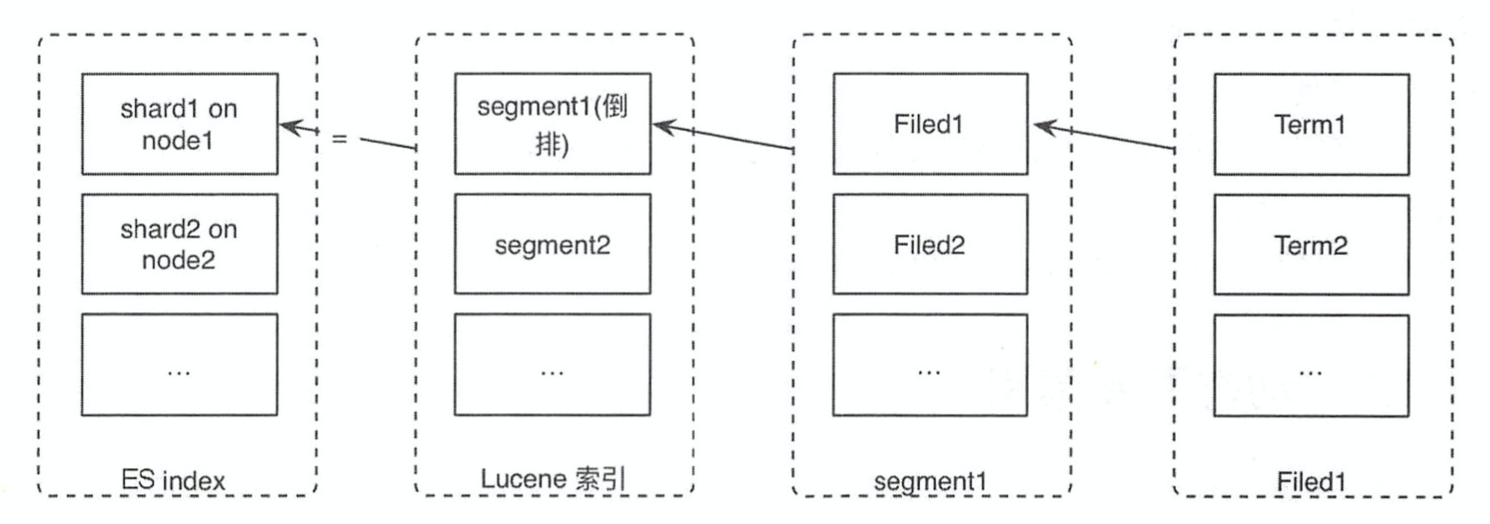 shard1 on
node1
shard2 on
node2
...
ES index
=
segment1(倒
排)
segment2
...
Lucene 索引
Filed1
Filed2
...
segment1
Term1
Term2
...
Filed1